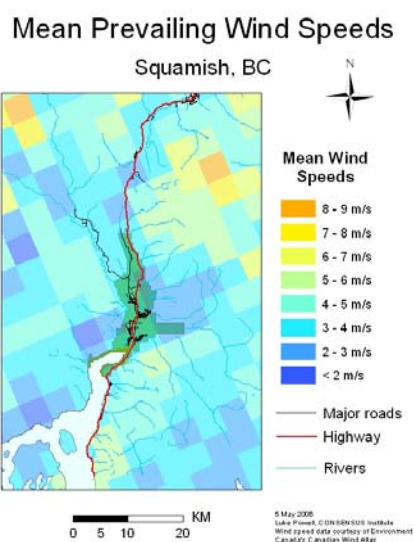 Mean Prevailing Wind Speeds
Squamish, BC
N
Mean Wind
Speeds
8 - 9 m/s
7 - 8 m/s
6 - 7 m/s
5 - 6 m/s
4 - 5 m/s
3 - 4 m/s
2 - 3 m/s
< 2 m/s
Major roads
Highway
Rivers
KM
0 5 10 20
5 May 2006
Luke Powell, CONSENSUS Institute
Wind speed data courtesy of Environment
Canada's Canadian Wind Atlas